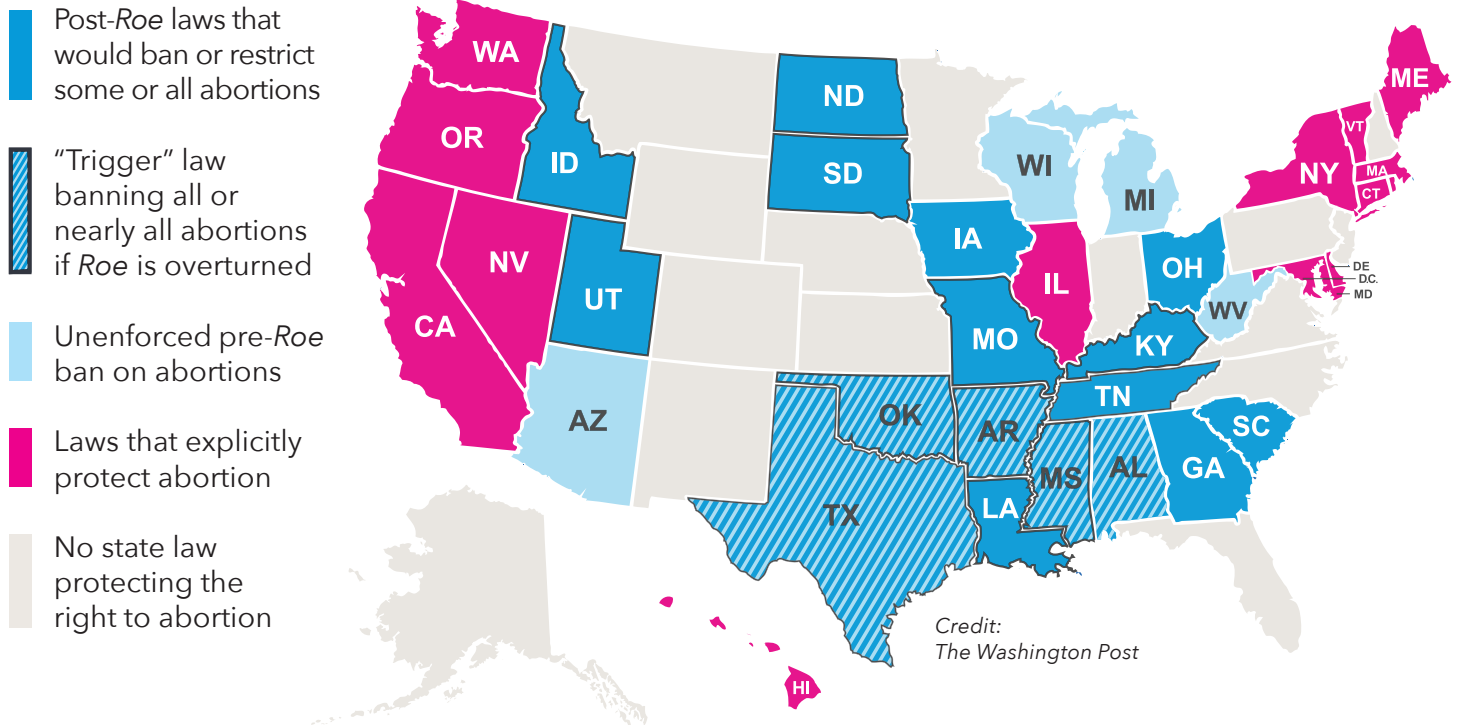 Post-Roe laws that
would ban or restrict
some or all abortions
“Trigger” law
banning all or
nearly all abortions
if Roe is overturned
Unenforced pre-Roe
ban on abortions
Laws that explicitly
protect abortion
No state law
protecting the
right to abortion
WA
OR
ID
NV
CA
UT
AZ
ND
SD
IA
MO
OK
AR
TX
LA
MS
AL
GA
SC
TN
KY
WV
OH
IL
WI
MI
NY
VT
ME
MA
CT
DE
D.C.
MD
HI
Credit:
The Washington Post